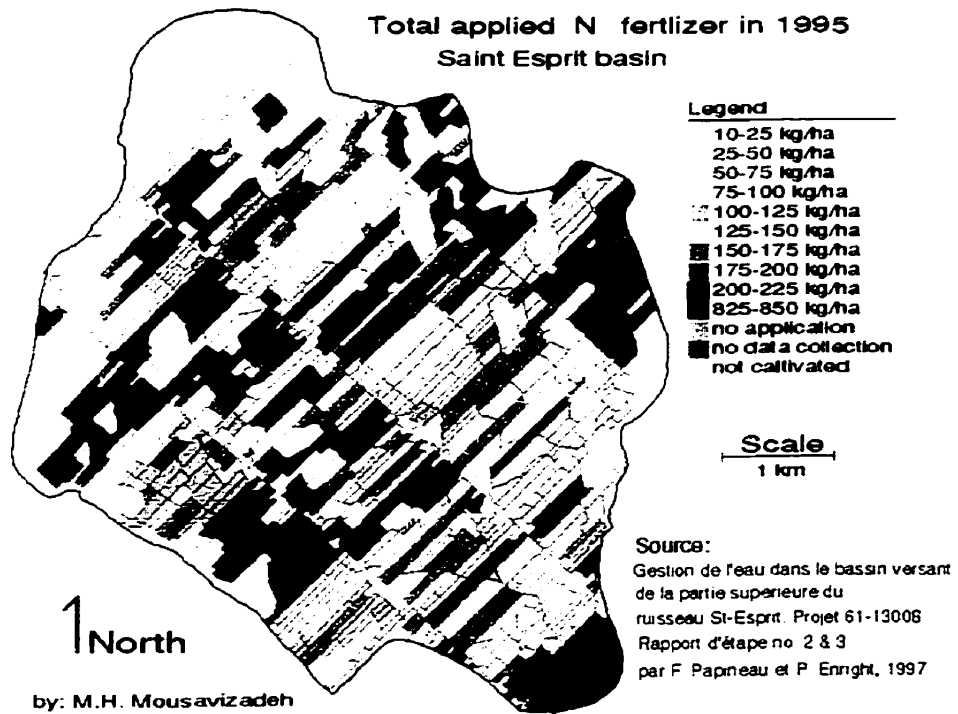 Total applied N fertlizer in 1995
Saint Esprit basin
Legend
10-25 kg/ha
25-50 kg/ha
50-75 kg/ha
75-100 kg/ha
100-125 kg/ha
125-150 kg/ha
150-175 kg/ha
175-200 kg/ha
200-225 kg/ha
825-850 kg/ha
no application
no data collection
not caltivated
Scale
1 km
Source:
Gestion de l'eau dans le bassin versant
de la partie superieure du
ruisseau St-Esprit. Projet 61-13008
Rapport d'étape no 2 & 3
par F Papineau et P Enright, 1997
North
by: M.H. Mousavizadeh